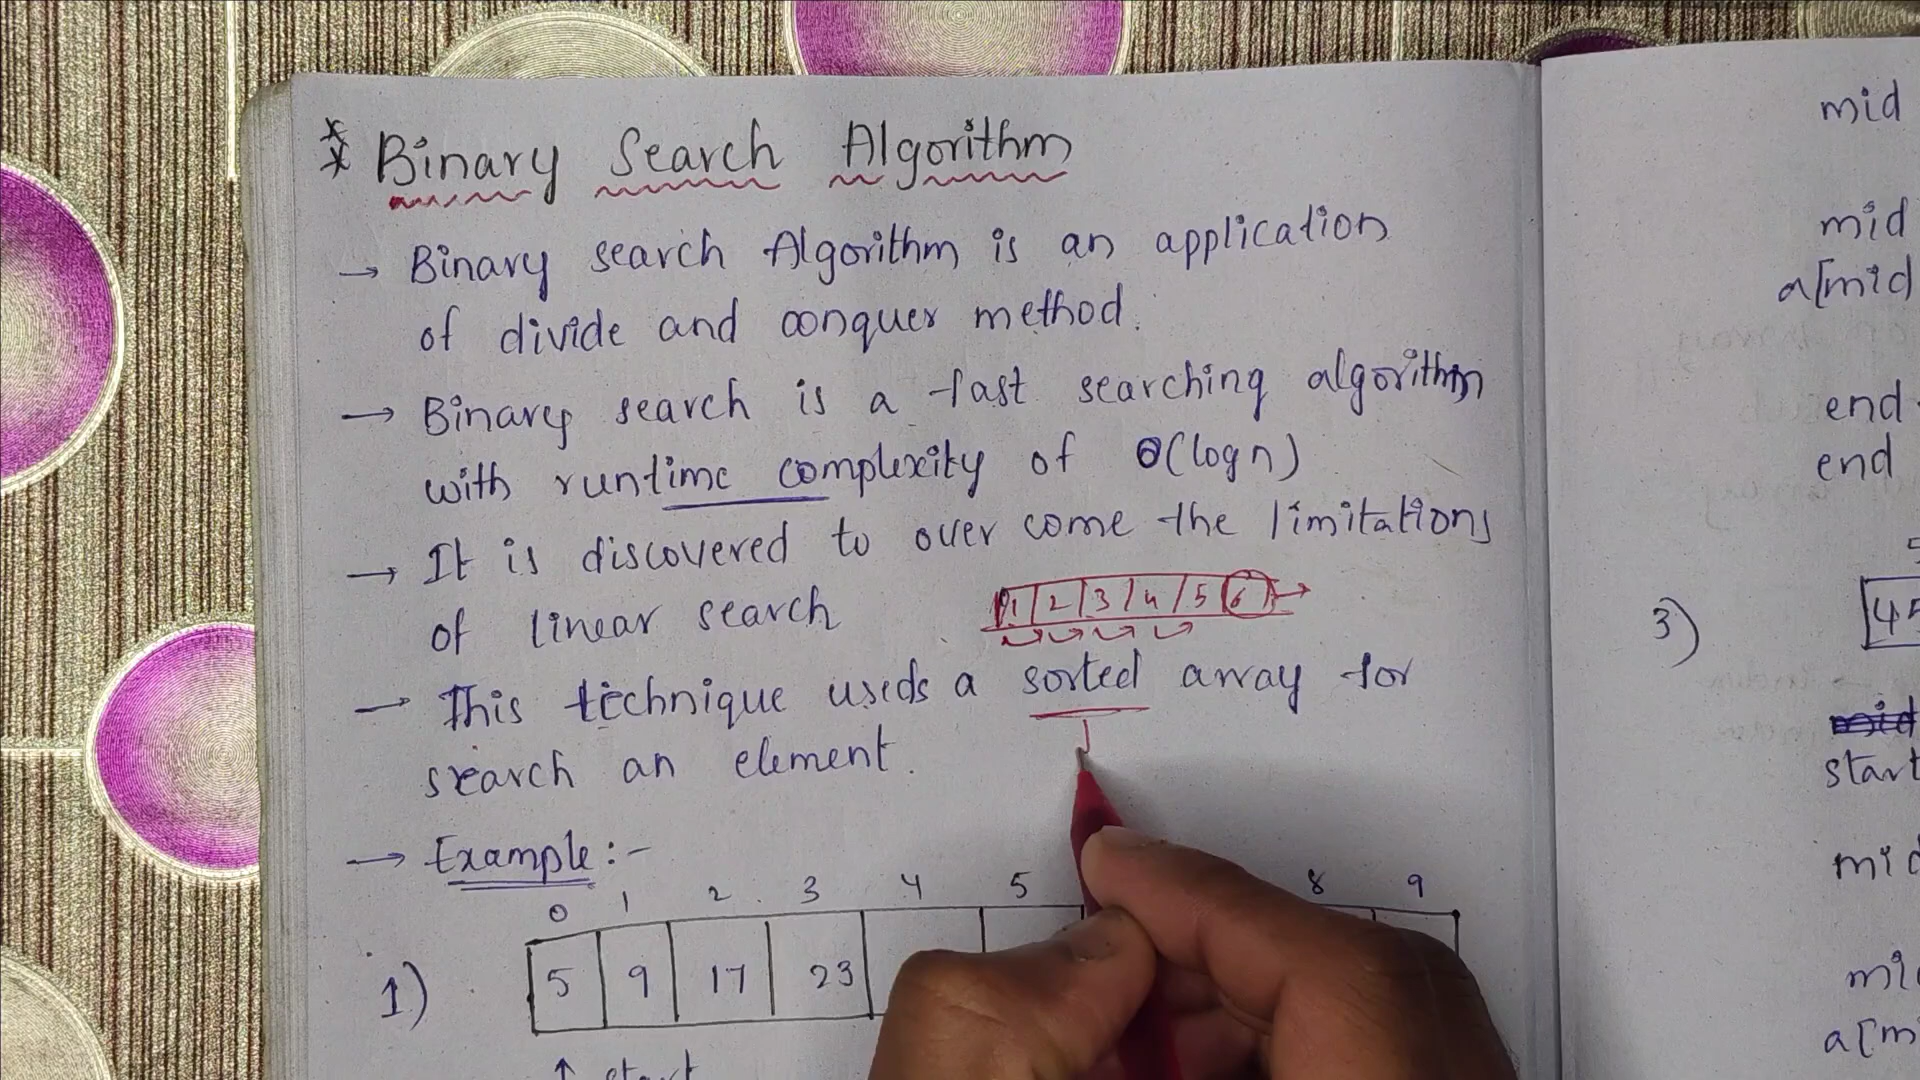 ** Binary Search Algorithm
→ Binary search Algorithm is an application
of divide and conquer method.
→ Binary search is a fast searching algorithm
with runtime complexity of O(log n)
→ It is discovered to over come the limitations
of linear search
1 2 3 4 5 6 →
→ This technique useds a sorted array for
search an element.
→ Example :-
0 1 2 3 4 5 8 9
1) 5 9 17 23
↑ start
mid
mid
a[mid]
end
end
3) 45
start
mid
a[m